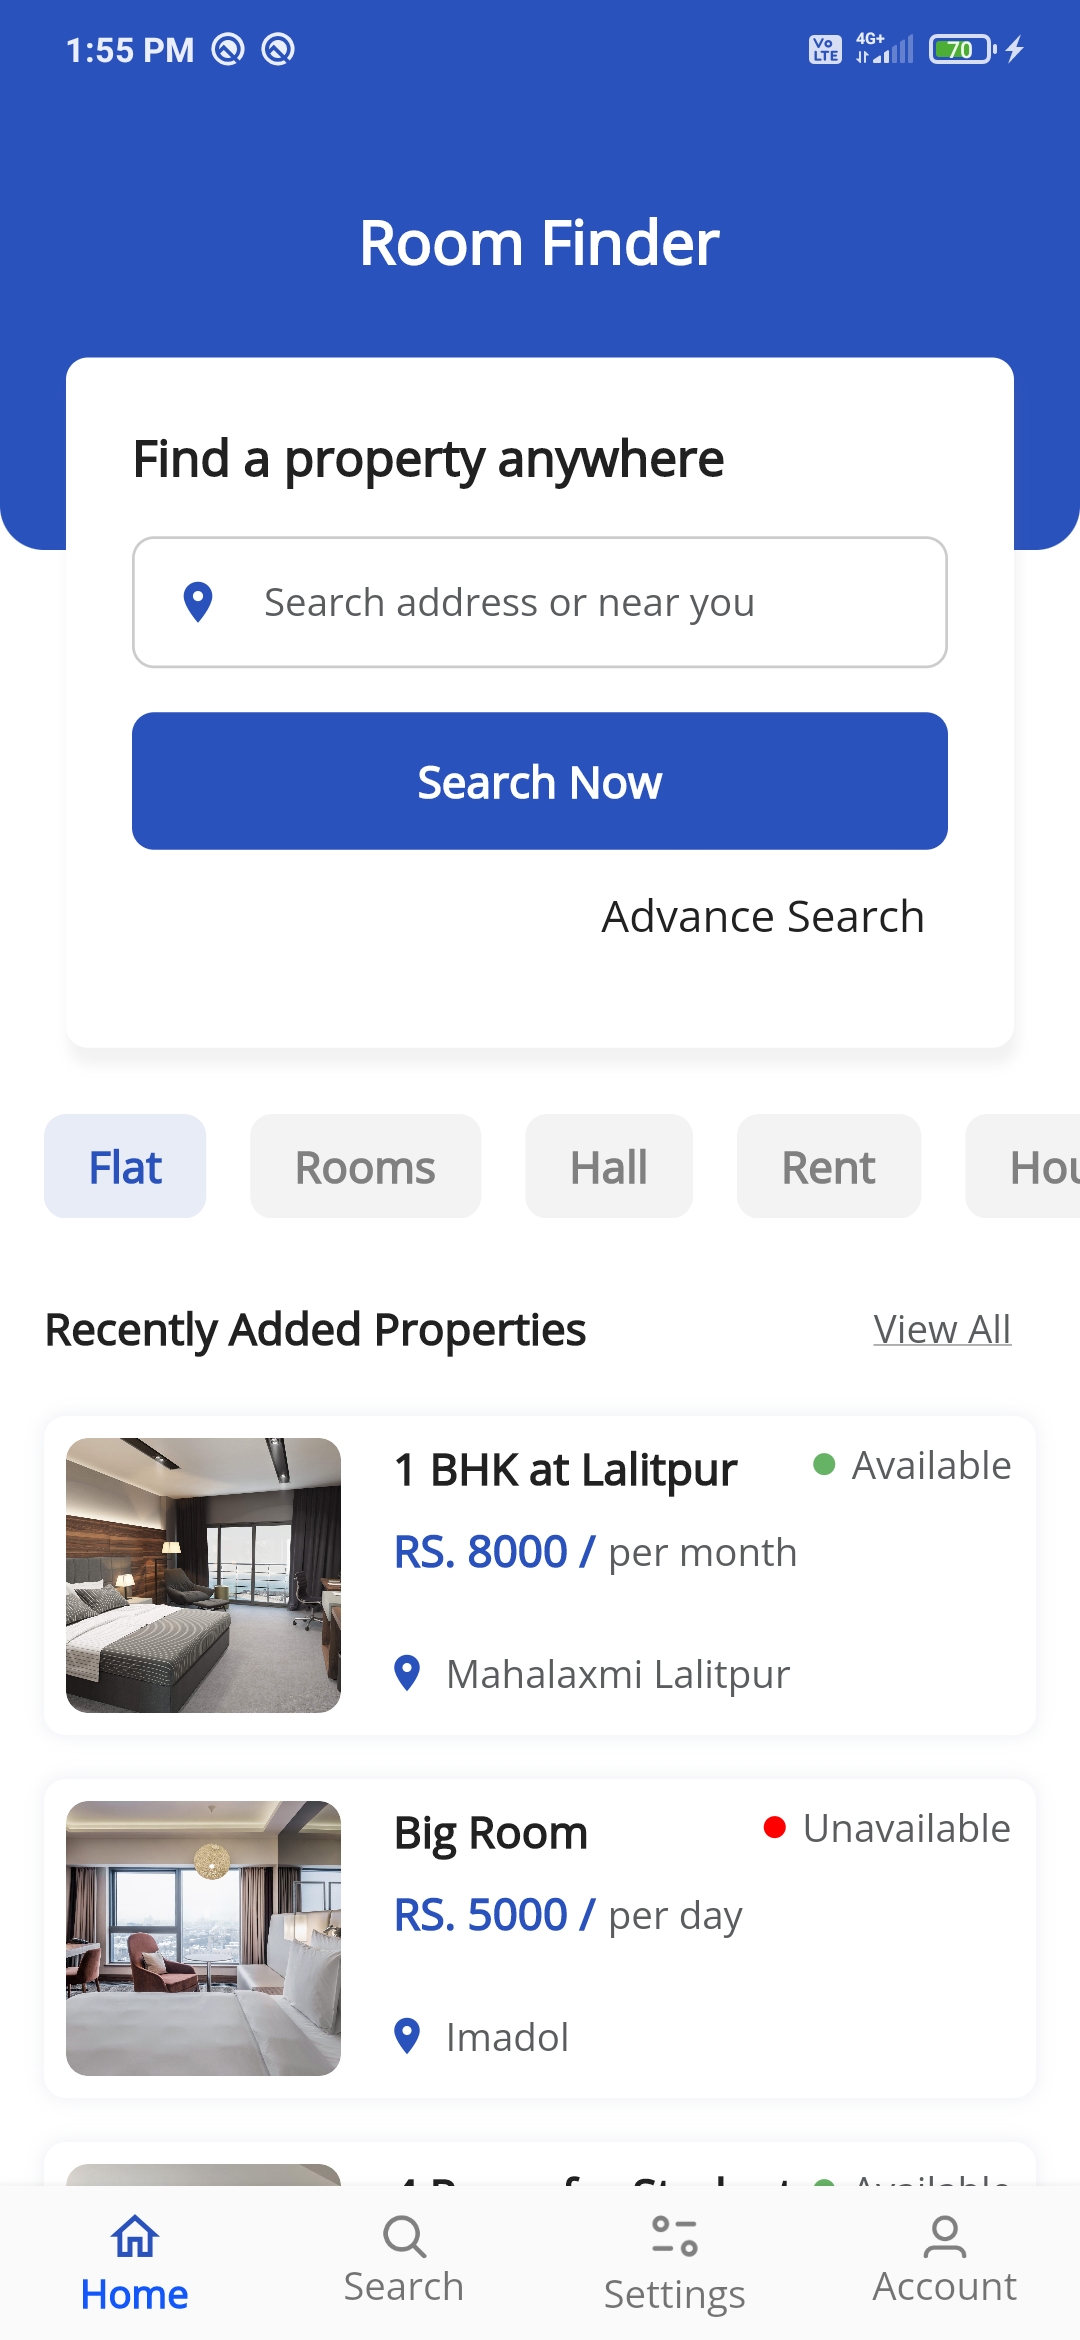 1:55 PM
Vo LTE 4G+ 70
Room Finder
Find a property anywhere
Search address or near you
Search Now
Advance Search
Flat Rooms Hall Rent Hou
Recently Added Properties View All
1 BHK at Lalitpur Available
RS. 8000 / per month
Mahalaxmi Lalitpur
Big Room Unavailable
RS. 5000 / per day
Imadol
Available
Home Search Settings Account